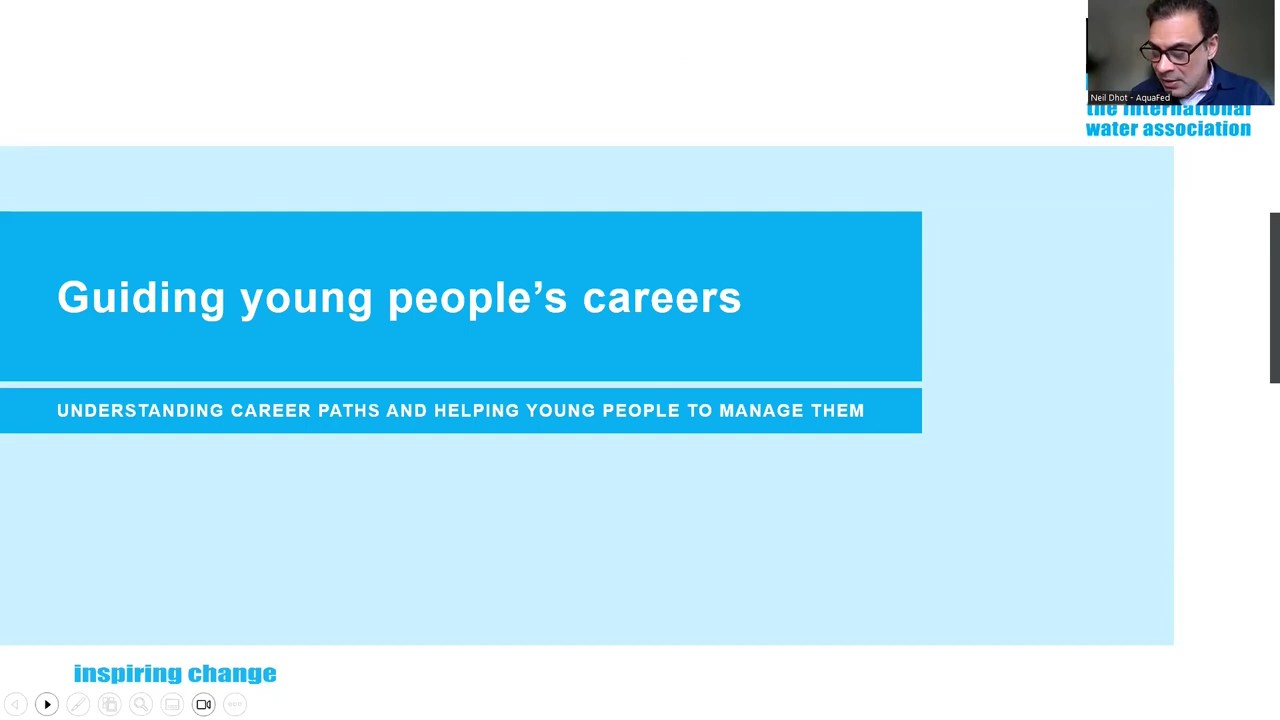 Neil Dhot - AquaFed
the international
water association
Guiding young people's careers
UNDERSTANDING CAREER PATHS AND HELPING YOUNG PEOPLE TO MANAGE THEM
inspiring change